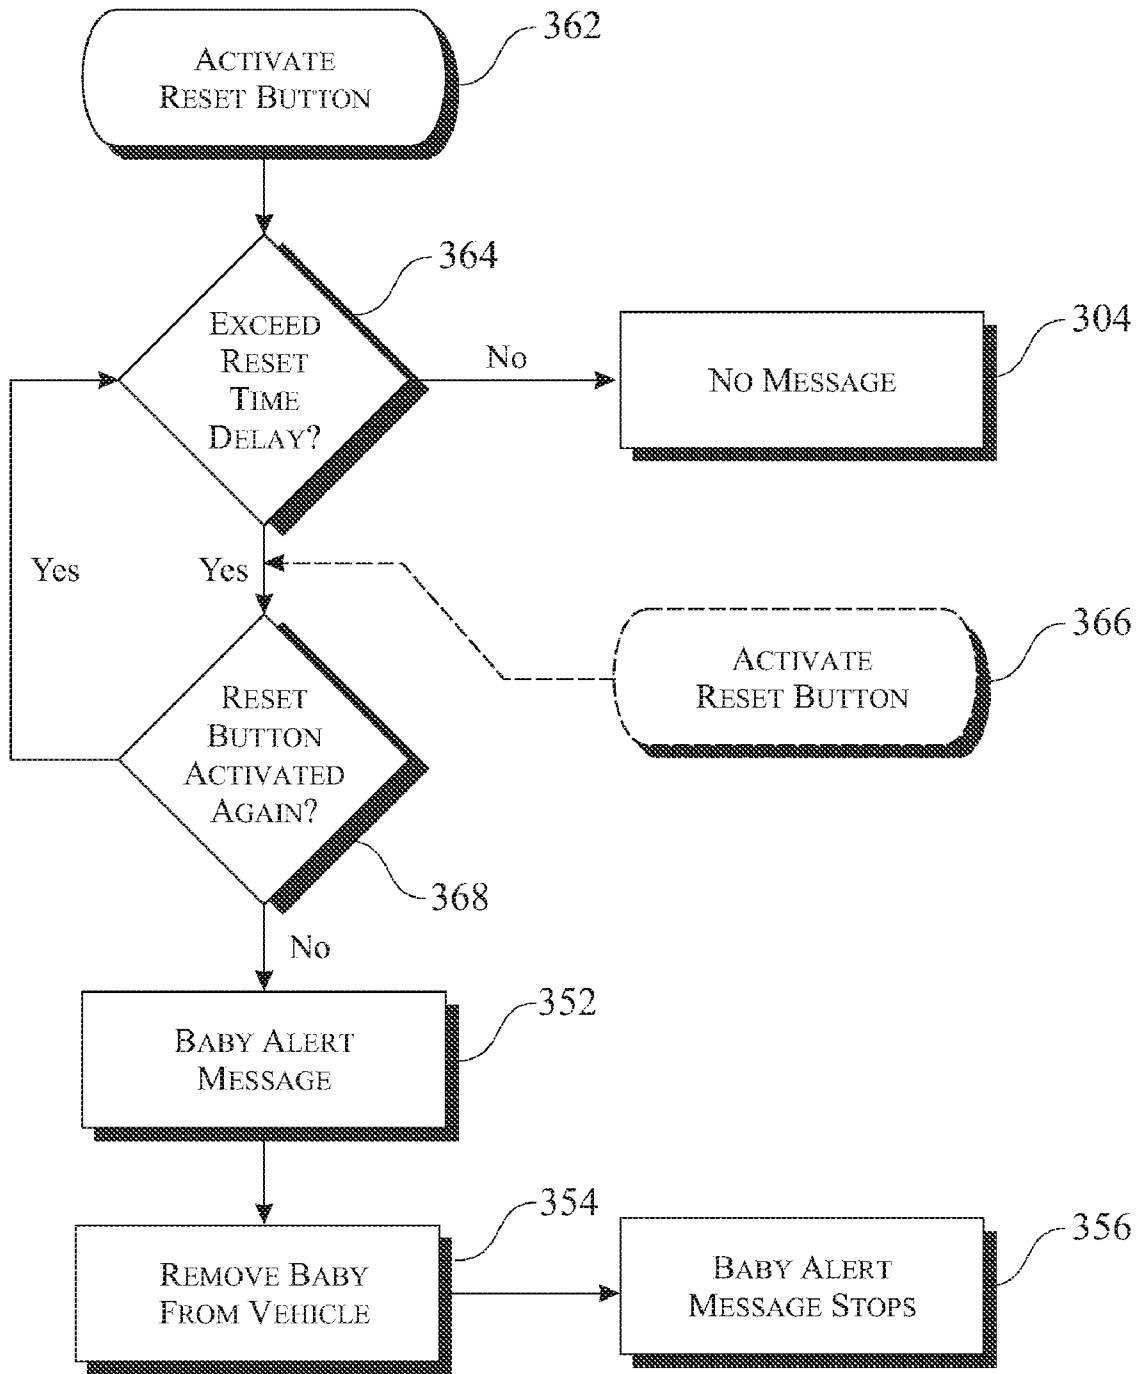 362
ACTIVATE
RESET BUTTON
364
EXCEED
RESET
TIME
DELAY?
No
304
NO MESSAGE
Yes
Yes
366
ACTIVATE
RESET BUTTON
RESET
BUTTON
ACTIVATED
AGAIN?
368
No
352
BABY ALERT
MESSAGE
354
REMOVE BABY
FROM VEHICLE
356
BABY ALERT
MESSAGE STOPS